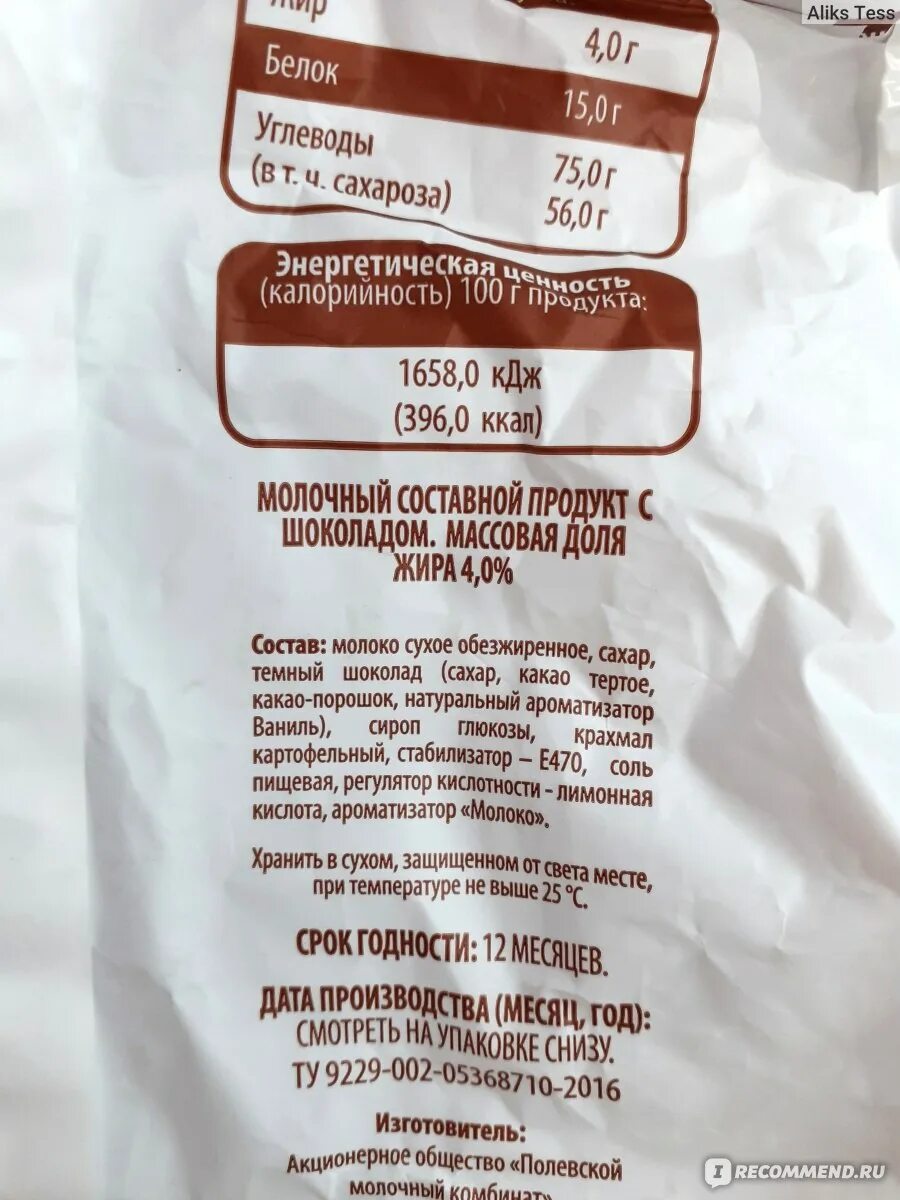 Aliks Tess
Жир 4,0 г
Белок 15,0 г
Углеводы 75,0 г
(в т. ч. сахароза) 56,0 г
Энергетическая ценность
(калорийность) 100 г продукта:
1658,0 кДж
(396,0 ккал)
МОЛОЧНЫЙ СОСТАВНОЙ ПРОДУКТ С
ШОКОЛАДОМ. МАССОВАЯ ДОЛЯ
ЖИРА 4,0%
Состав: молоко сухое обезжиренное, сахар,
темный шоколад (сахар, какао тертое,
какао-порошок, натуральный ароматизатор
Ваниль), сироп глюкозы, крахмал
картофельный, стабилизатор – Е470, соль
пищевая, регулятор кислотности - лимонная
кислота, ароматизатор «Молоко».
Хранить в сухом, защищенном от света месте,
при температуре не выше 25 °С.
СРОК ГОДНОСТИ: 12 МЕСЯЦЕВ.
ДАТА ПРОИЗВОДСТВА (МЕСЯЦ, ГОД):
СМОТРЕТЬ НА УПАКОВКЕ СНИЗУ.
ТУ 9229-002-05368710-2016
Изготовитель:
Акционерное общество «Полевской
молочный комбинат»
IRECOMMEND.RU